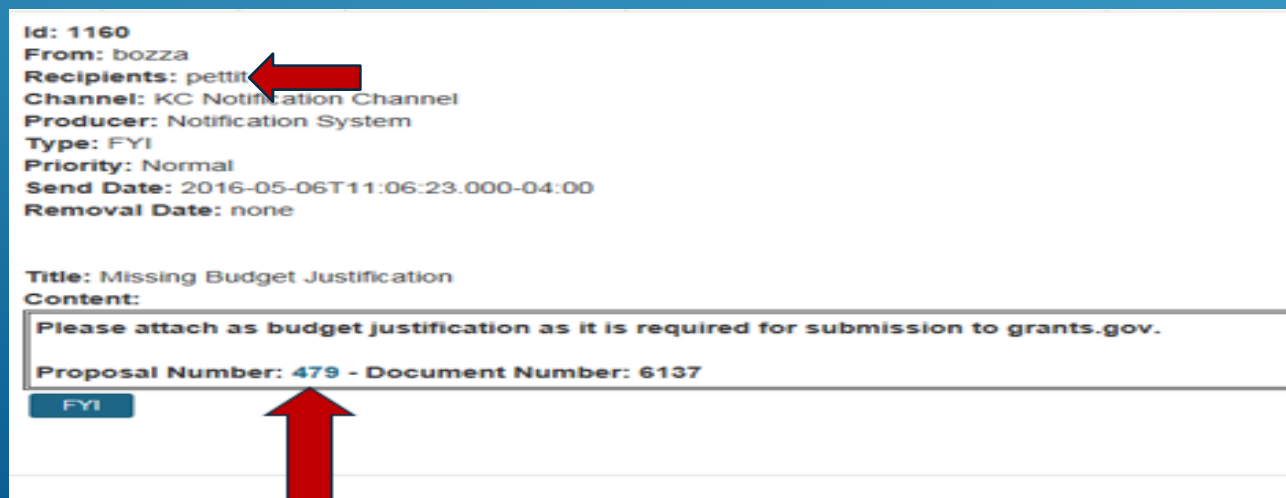 Id: 1160
From: bozza
Recipients: pettit
Channel: KC Notification Channel
Producer: Notification System
Type: FYI
Priority: Normal
Send Date: 2016-05-06T11:06:23.000-04:00
Removal Date: none
Title: Missing Budget Justification
Content:
Please attach as budget justification as it is required for submission to grants.gov.
Proposal Number: 479 - Document Number: 6137
FYI